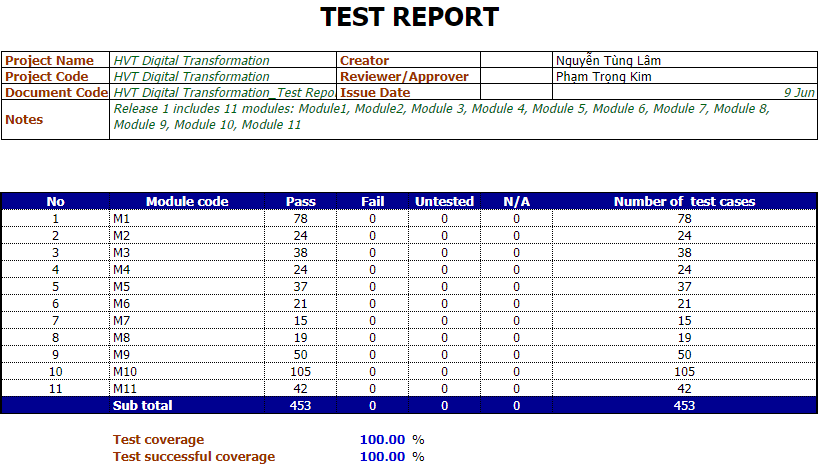 TEST REPORT
Project Name HVT Digital Transformation Creator Nguyễn Tùng Lâm
Project Code HVT Digital Transformation Reviewer/Approver Phạm Trọng Kim
Document Code HVT Digital Transformation_Test Repo Issue Date 9 Jun
Notes Release 1 includes 11 modules: Module1, Module2, Module 3, Module 4, Module 5, Module 6, Module 7, Module 8,
Module 9, Module 10, Module 11
No Module code Pass Fail Untested N/A Number of test cases
1 M1 78 0 0 0 78
2 M2 24 0 0 0 24
3 M3 38 0 0 0 38
4 M4 24 0 0 0 24
5 M5 37 0 0 0 37
6 M6 21 0 0 0 21
7 M7 15 0 0 0 15
8 M8 19 0 0 0 19
9 M9 50 0 0 0 50
10 M10 105 0 0 0 105
11 M11 42 0 0 0 42
Sub total 453 0 0 0 453
Test coverage 100.00 %
Test successful coverage 100.00 %